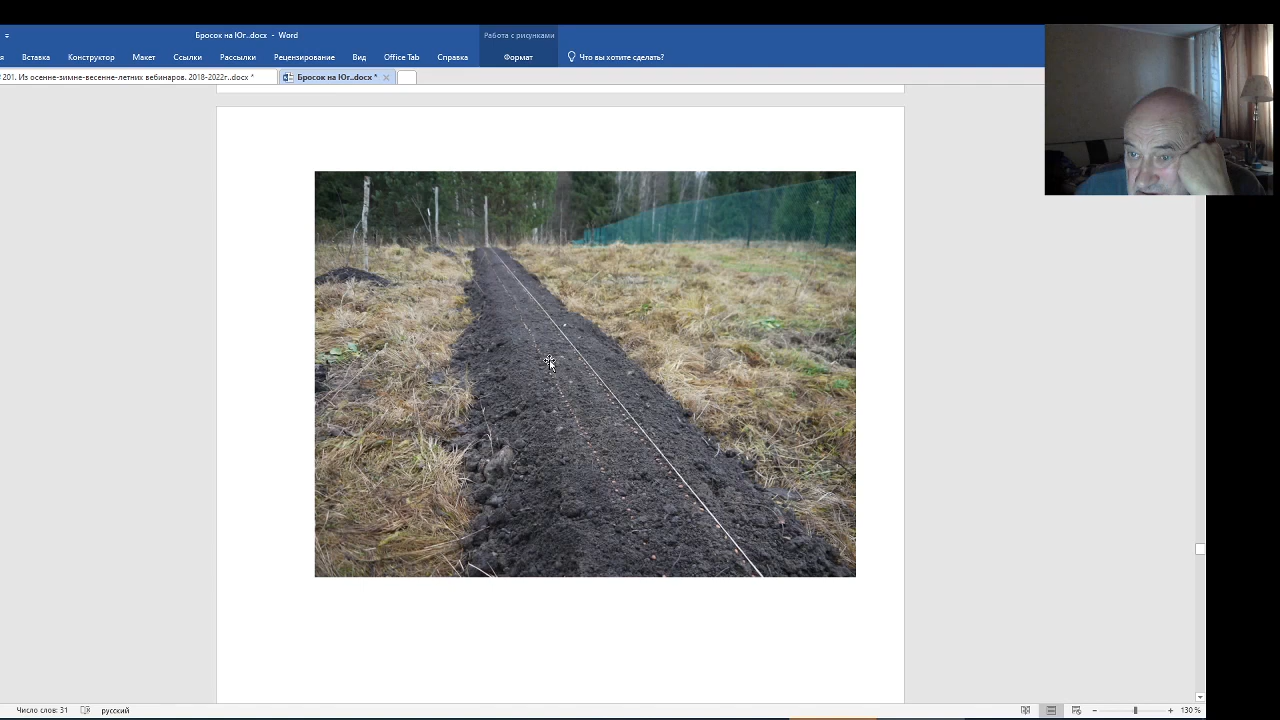 Бросок на Юг..docx - Word
Работа с рисунками
я Вставка Конструктор Макет Ссылки Рассылки Рецензирование Вид Office Tab Справка Формат Что вы хотите сделать?
201. Из осенне-зимне-весенне-летних вебинаров. 2018-2022г..docx * Бросок на Юг..docx *
Число слов: 31 русский 130 %